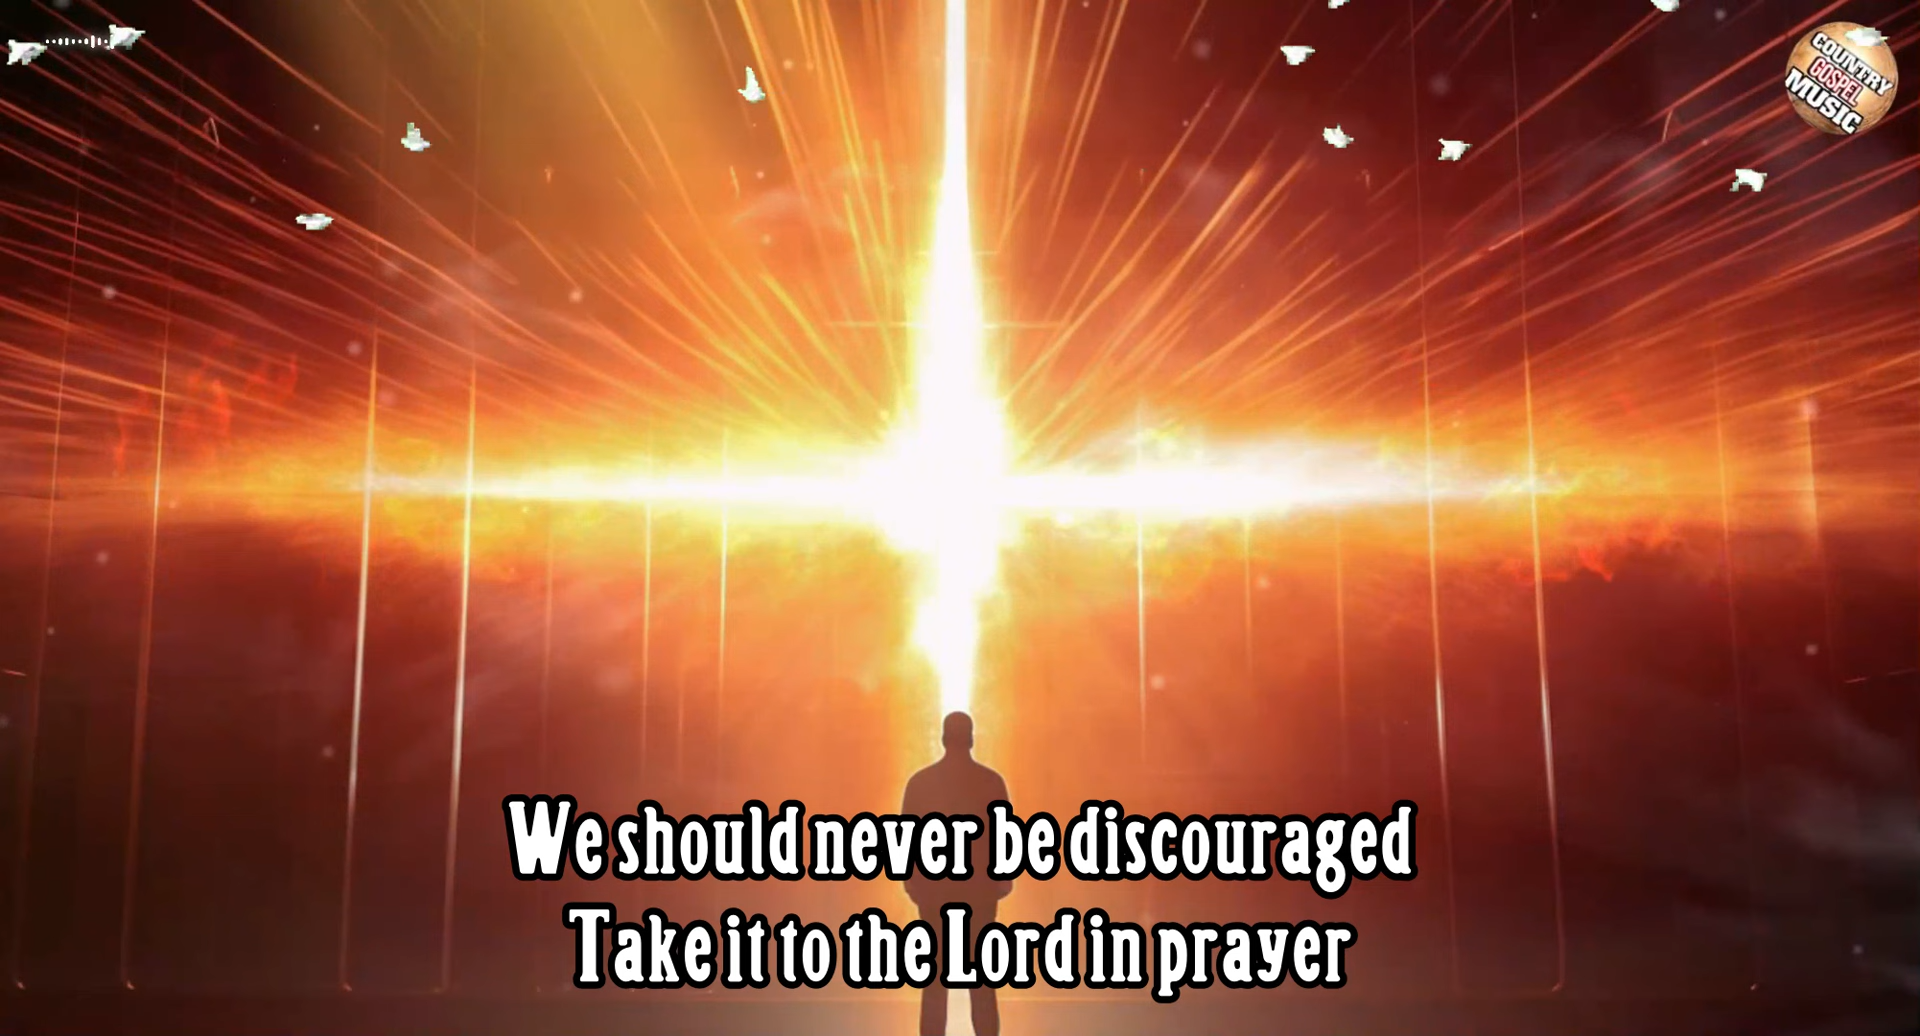 COUNTRY
GOSPEL
MUSIC
We should never be discouraged
Take it to the Lord in prayer